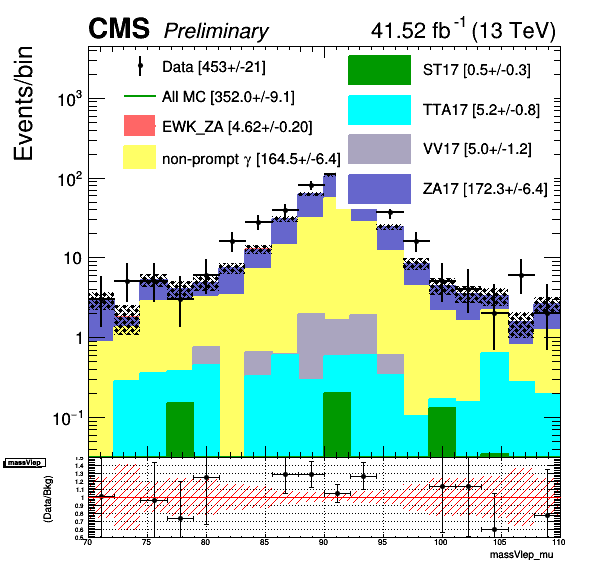 CMS Preliminary 41.52 fb⁻¹ (13 TeV)
Events/bin
Data [453+/-21]
All MC [352.0+/-9.1]
EWK_ZA [4.62+/-0.20]
non-prompt γ [164.5+/-6.4]
ST17 [0.5+/-0.3]
TTA17 [5.2+/-0.8]
VV17 [5.0+/-1.2]
ZA17 [172.3+/-6.4]
10³
10²
10
1
10⁻¹
massVlep
(Data/Bkg)
1.5
1.4
1.3
1.2
1.1
1
0.9
0.8
0.7
0.6
0.5
70 75 80 85 90 95 100 105 110
massVlep_mu